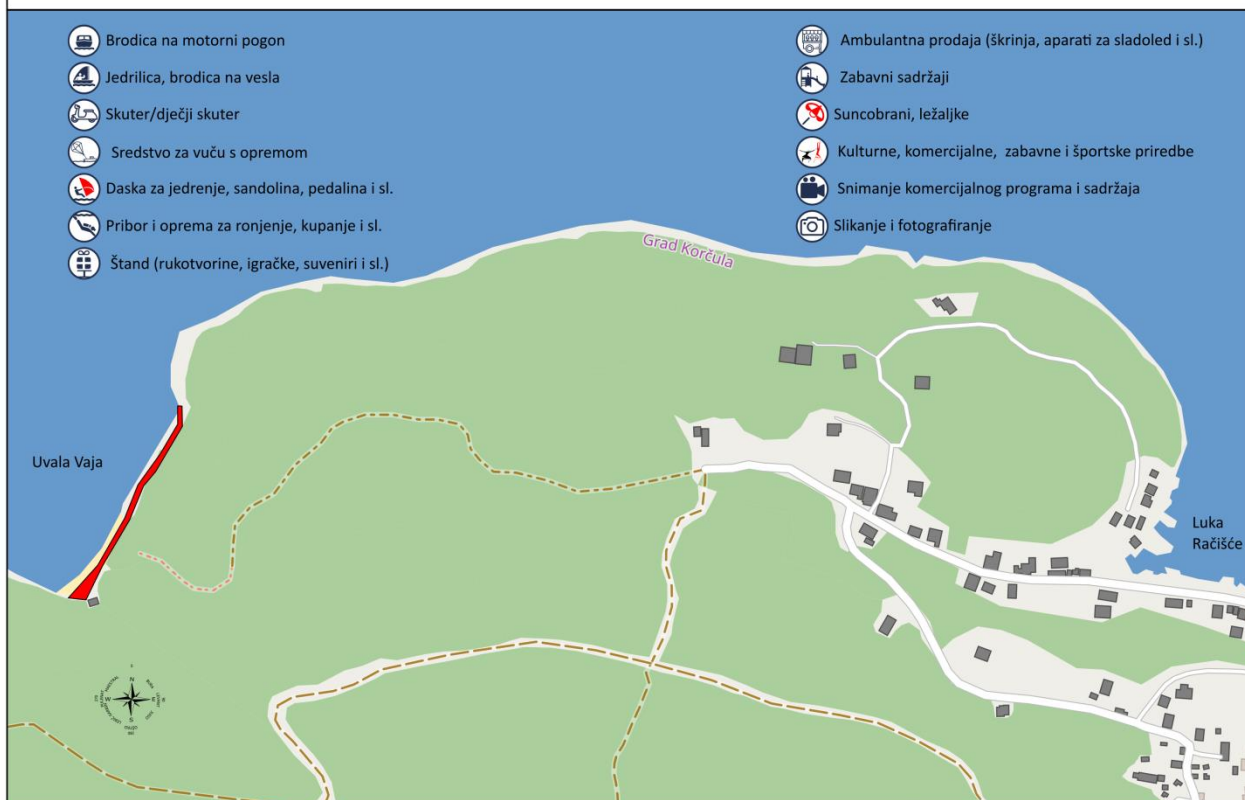 Brodica na motorni pogon
Jedrilica, brodica na vesla
Skuter/dječji skuter
Sredstvo za vuču s opremom
Daska za jedrenje, sandolina, pedalina i sl.
Pribor i oprema za ronjenje, kupanje i sl.
Štand (rukotvorine, igračke, suveniri i sl.)
Ambulantna prodaja (škrinja, aparati za sladoled i sl.)
Zabavni sadržaji
Suncobrani, ležaljke
Kulturne, komercijalne, zabavne i športske priredbe
Snimanje komercijalnog programa i sadržaja
Slikanje i fotografiranje
Grad Korčula
Uvala Vaja
Luka
Račišće
N
W
E
S